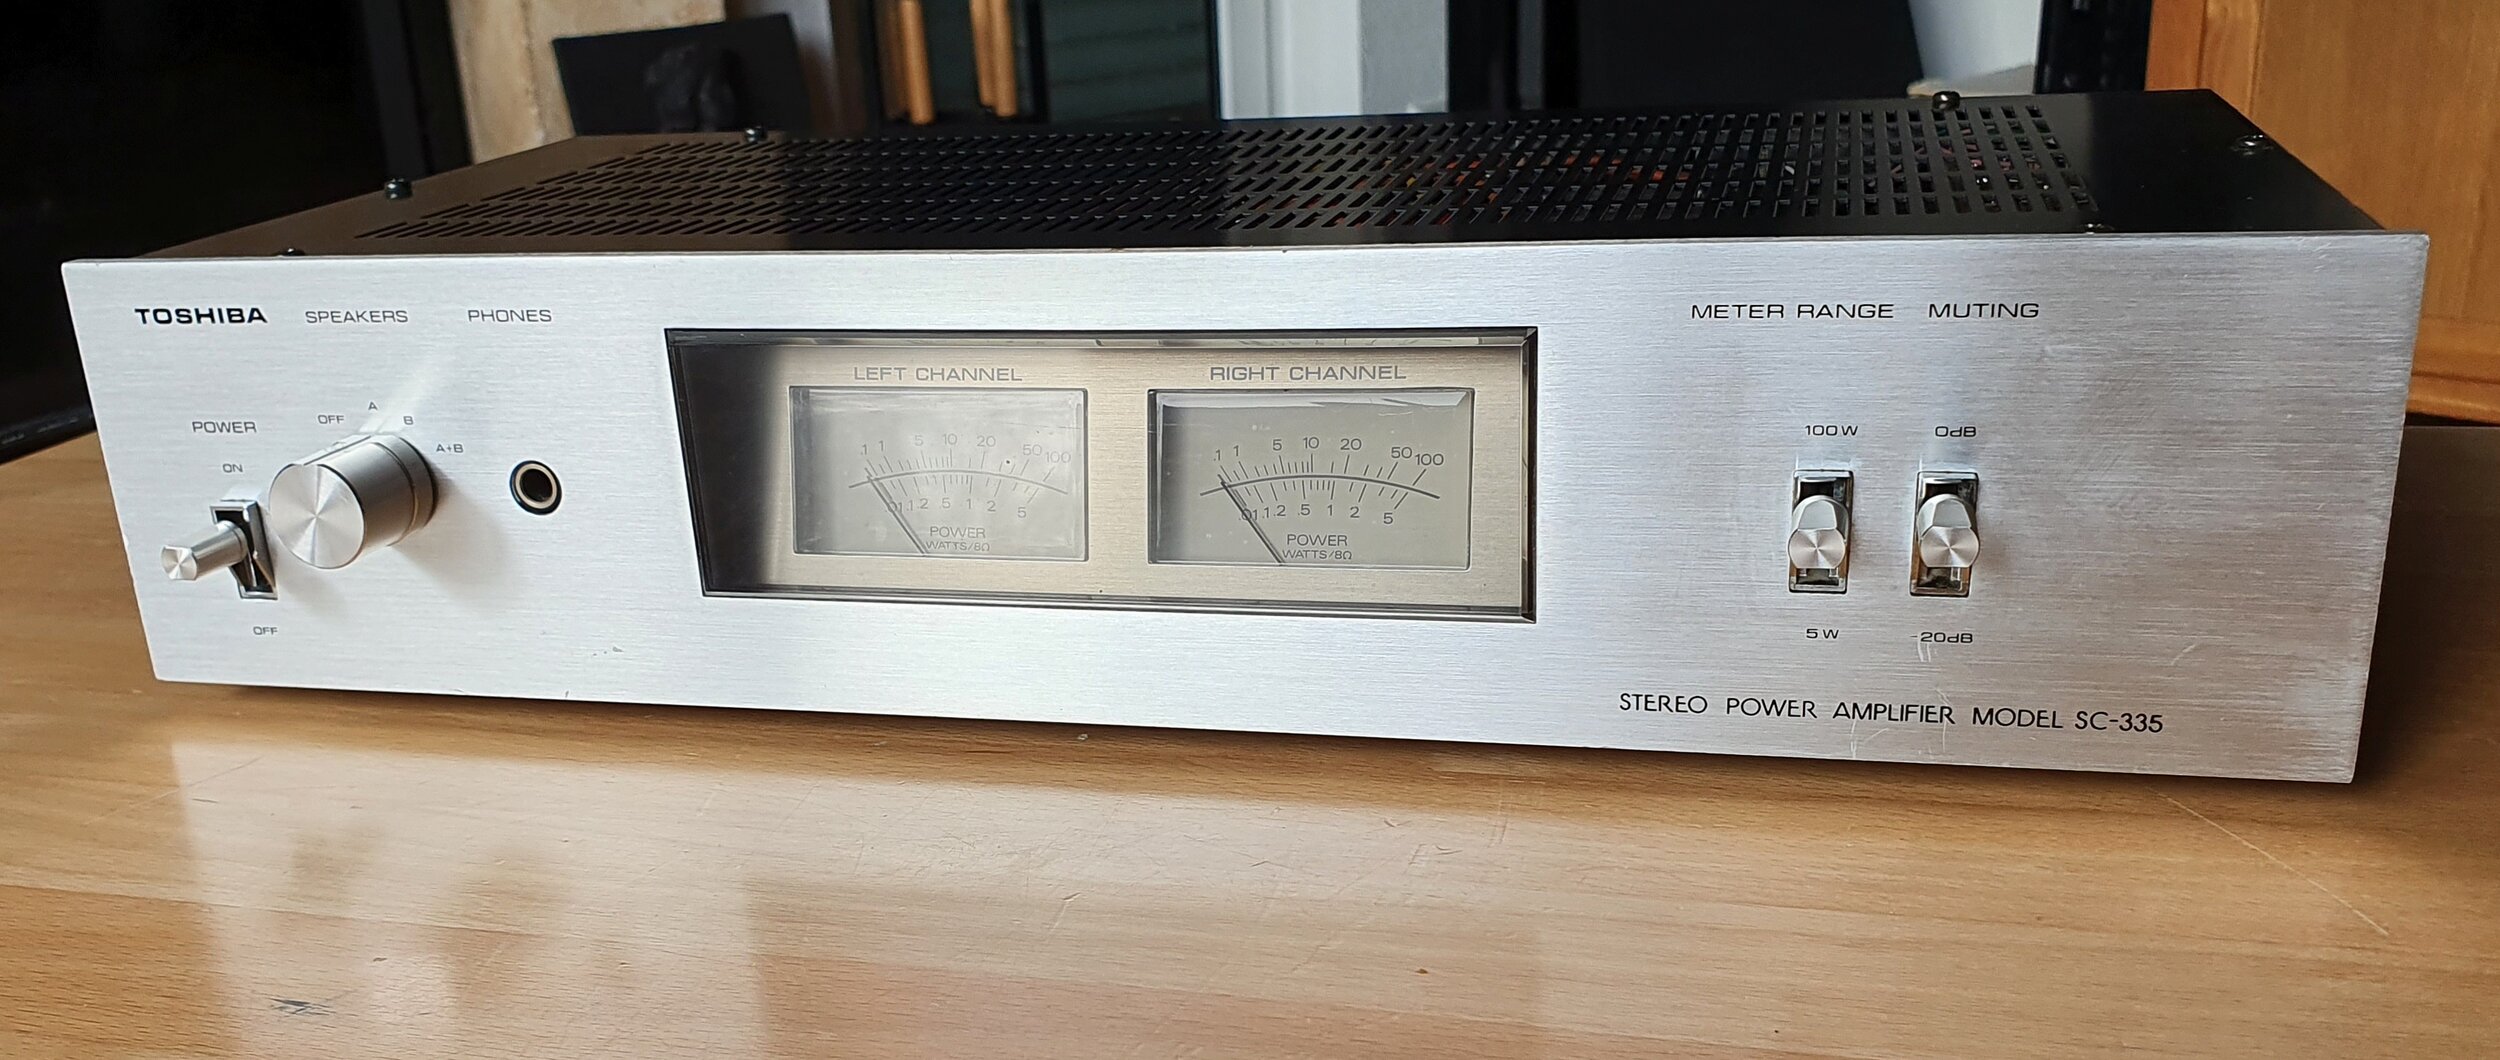 TOSHIBA SPEAKERS PHONES
POWER
ON
OFF
OFF A B A+B
LEFT CHANNEL
.1 1 5 10 20 50 100
.01 .1 .2 .5 1 2 5
POWER
WATTS/8Ω
RIGHT CHANNEL
.1 1 5 10 20 50 100
.01 .1 .2 .5 1 2 5
POWER
WATTS/8Ω
METER RANGE MUTING
100W 0dB
5W -20dB
STEREO POWER AMPLIFIER MODEL SC-335